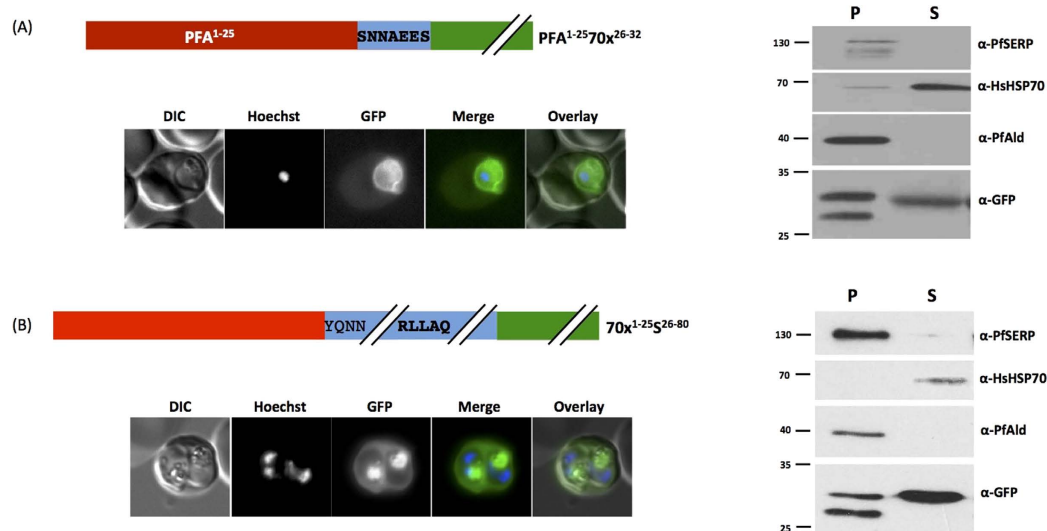 (A)
PFA¹⁻²⁵
SNNAEES
PFA¹⁻²⁵70x²⁶⁻³²
DIC Hoechst GFP Merge Overlay
P S
130 α-PfSERP
70 α-HsHSP70
40 α-PfAld
35
α-GFP
25
(B)
YQNN RLLAQ
70x¹⁻²⁵S²⁶⁻⁸⁰
DIC Hoechst GFP Merge Overlay
P S
130 α-PfSERP
70 α-HsHSP70
40 α-PfAld
35
α-GFP
25